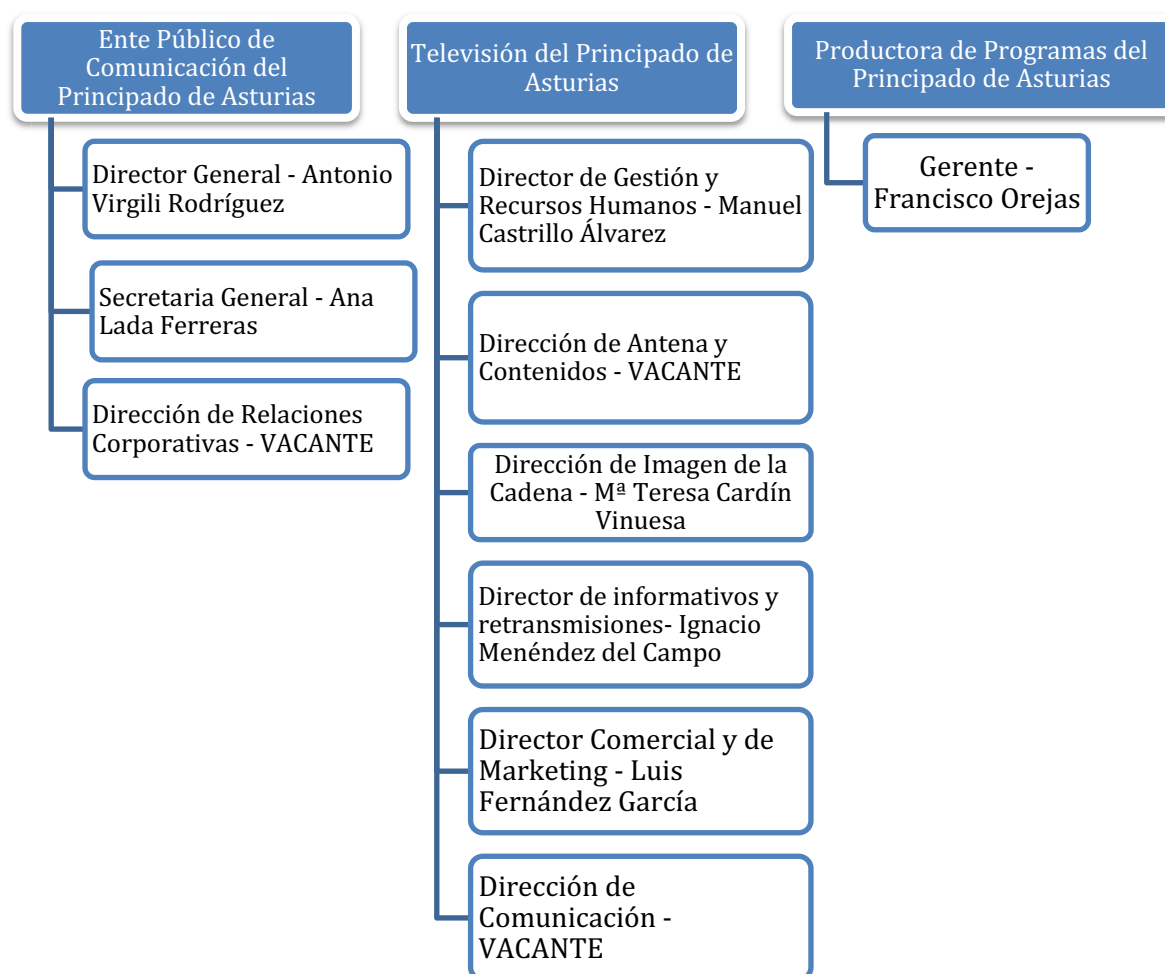 Ente Público de
Comunicación del
Principado de Asturias
Director General - Antonio
Virgili Rodríguez
Secretaria General - Ana
Lada Ferreras
Dirección de Relaciones
Corporativas - VACANTE
Televisión del Principado de
Asturias
Director de Gestión y
Recursos Humanos - Manuel
Castrillo Álvarez
Dirección de Antena y
Contenidos - VACANTE
Dirección de Imagen de la
Cadena - Mª Teresa Cardín
Vinuesa
Director de informativos y
retransmisiones- Ignacio
Menéndez del Campo
Director Comercial y de
Marketing - Luis
Fernández García
Dirección de
Comunicación -
VACANTE
Productora de Programas del
Principado de Asturias
Gerente -
Francisco Orejas